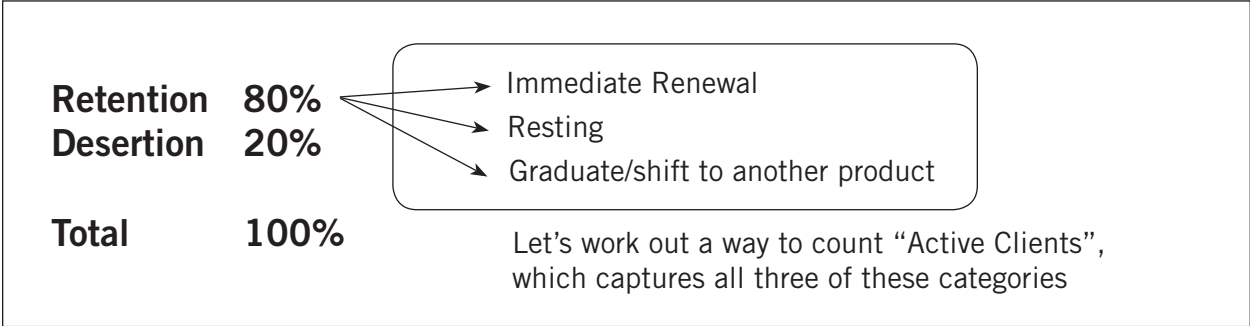 Retention 80%
Desertion 20%
Total 100%
Immediate Renewal
Resting
Graduate/shift to another product
Let’s work out a way to count “Active Clients”,
which captures all three of these categories